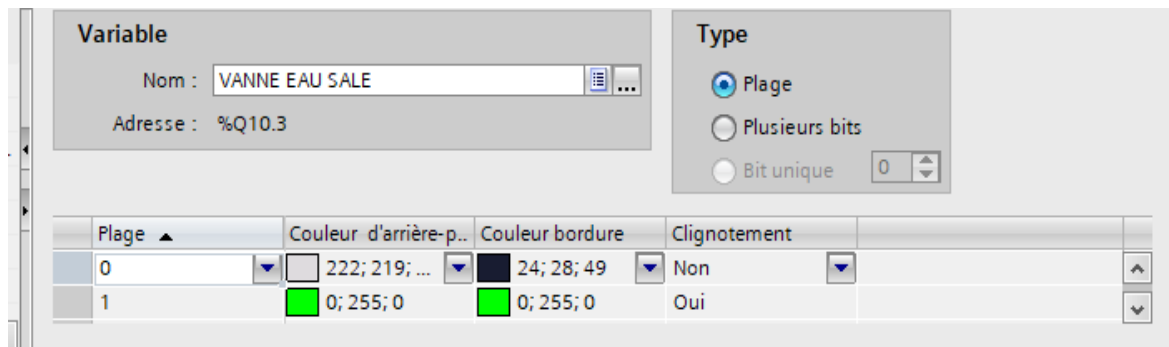 Variable
Nom : VANNE EAU SALE ...
Adresse : %Q10.3
Type
Plage
Plusieurs bits
Bit unique 0
Plage Couleur d'arrière-p.. Couleur bordure Clignotement
0 222; 219; ... 24; 28; 49 Non
1 0; 255; 0 0; 255; 0 Oui